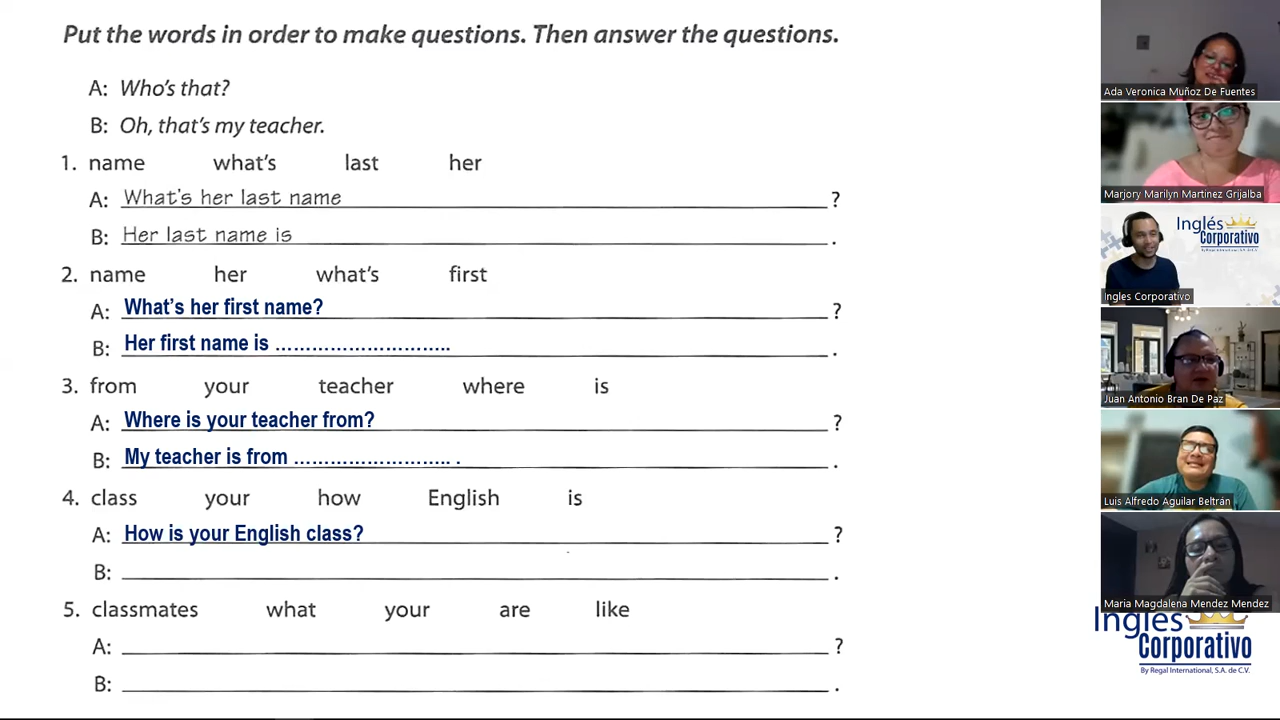 Put the words in order to make questions. Then answer the questions.
A: Who's that?
B: Oh, that's my teacher.
1. name what's last her
A: What's her last name ?
B: Her last name is .
2. name her what's first
A: What's her first name? ?
B: Her first name is ……………………….. .
3. from your teacher where is
A: Where is your teacher from? ?
B: My teacher is from …………………….. . .
4. class your how English is
A: How is your English class? ?
B: .
5. classmates what your are like
A: ?
B: .
Ada Veronica Muñoz De Fuentes
Marjory Marilyn Martinez Grijalba
Inglés
Corporativo
By Regal International, S.A. de C.V.
Ingles Corporativo
Juan Antonio Bran De Paz
Luis Alfredo Aguilar Beltrán
Maria Magdalena Mendez Mendez
Inglés
Corporativo
By Regal International, S.A. de C.V.